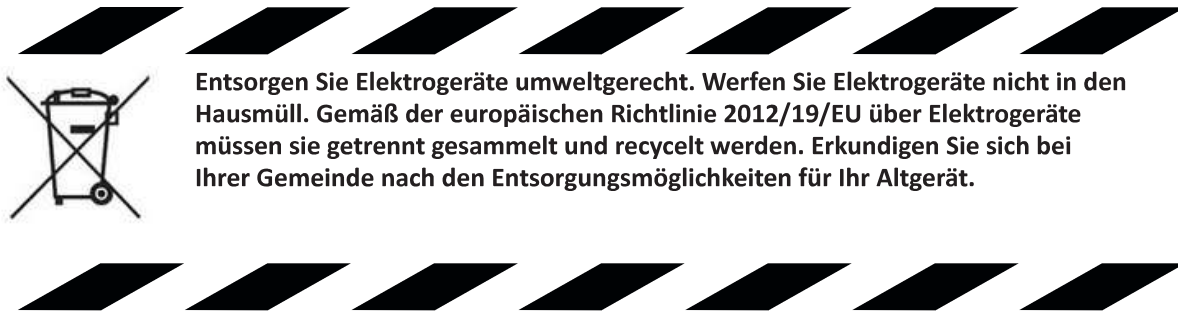 Entsorgen Sie Elektrogeräte umweltgerecht. Werfen Sie Elektrogeräte nicht in den
Hausmüll. Gemäß der europäischen Richtlinie 2012/19/EU über Elektrogeräte
müssen sie getrennt gesammelt und recycelt werden. Erkundigen Sie sich bei
Ihrer Gemeinde nach den Entsorgungsmöglichkeiten für Ihr Altgerät.